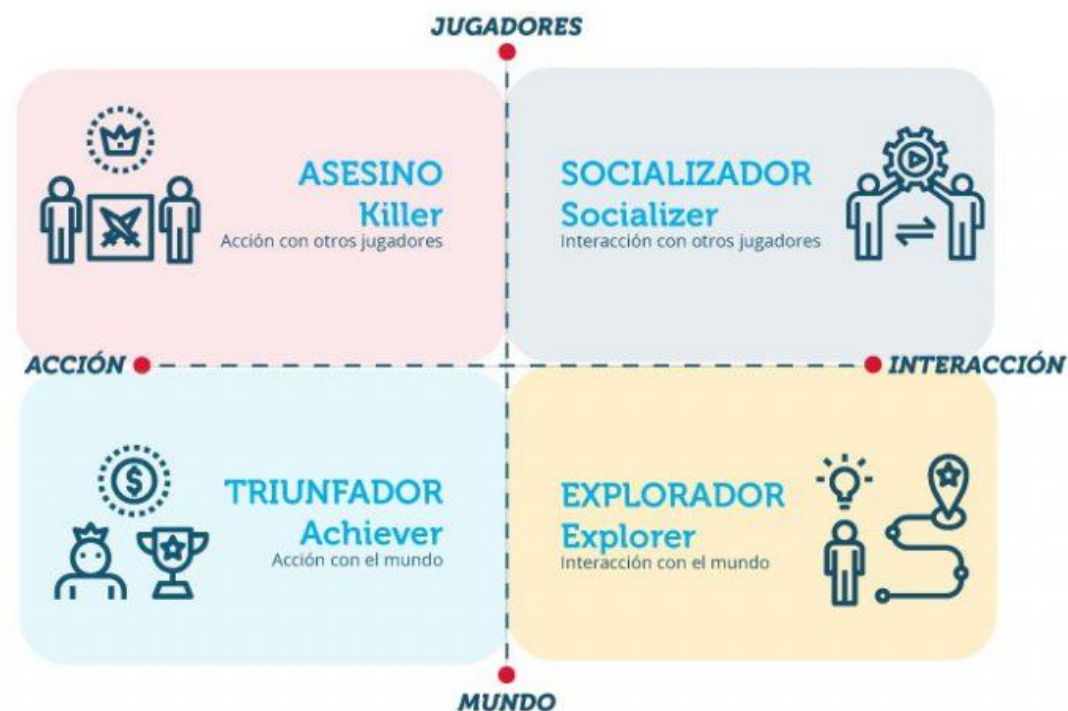 JUGADORES
ASESINO
Killer
Acción con otros jugadores
SOCIALIZADOR
Socializer
Interacción con otros jugadores
ACCIÓN
INTERACCIÓN
$
TRIUNFADOR
Achiever
Acción con el mundo
EXPLORADOR
Explorer
Interacción con el mundo
MUNDO